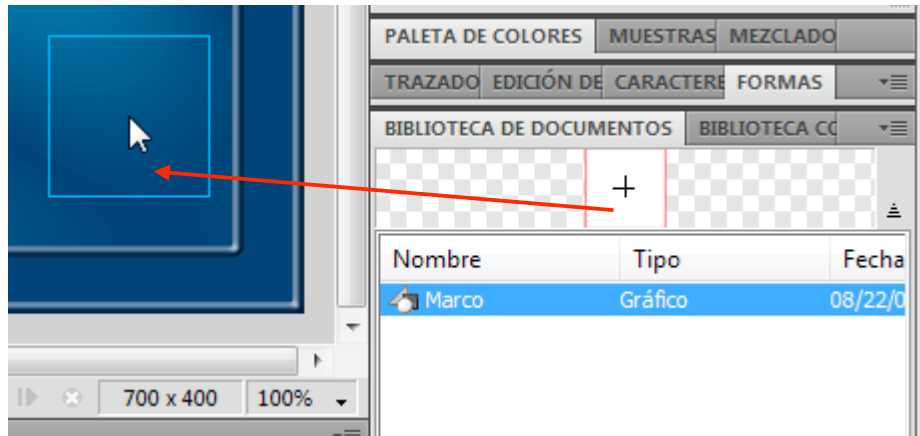 PALETA DE COLORES MUESTRAS MEZCLADO
TRAZADO EDICIÓN DE CARACTERE FORMAS
BIBLIOTECA DE DOCUMENTOS BIBLIOTECA CO
Nombre Tipo Fecha
Marco Gráfico 08/22/0
700 x 400 100%